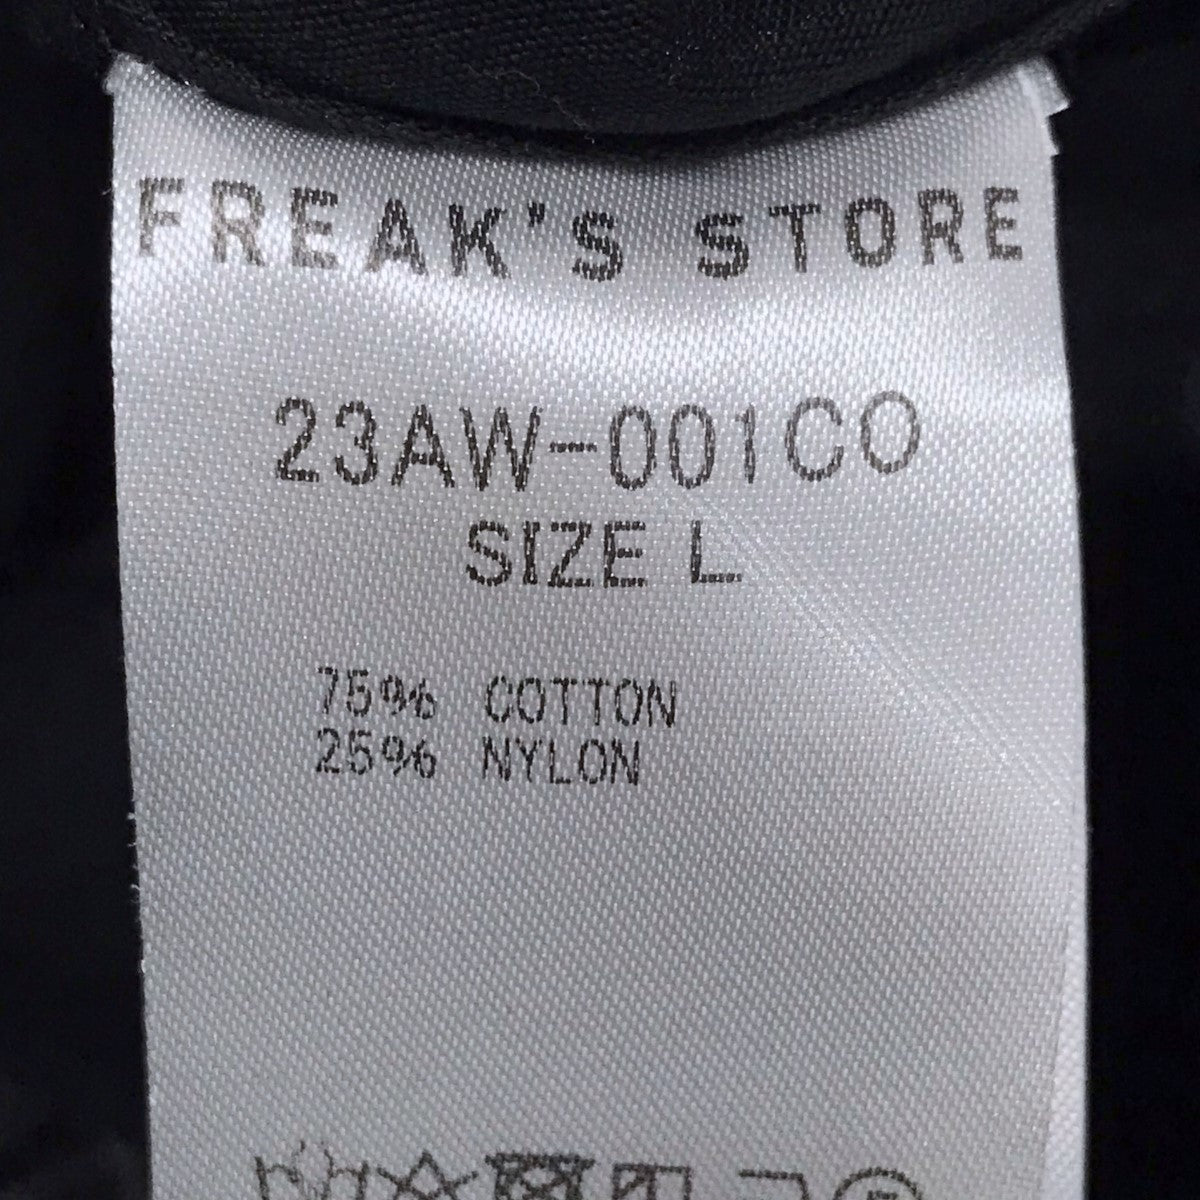 FREAK'S STORE
23AW-001CO
SIZE L
75% COTTON
25% NYLON